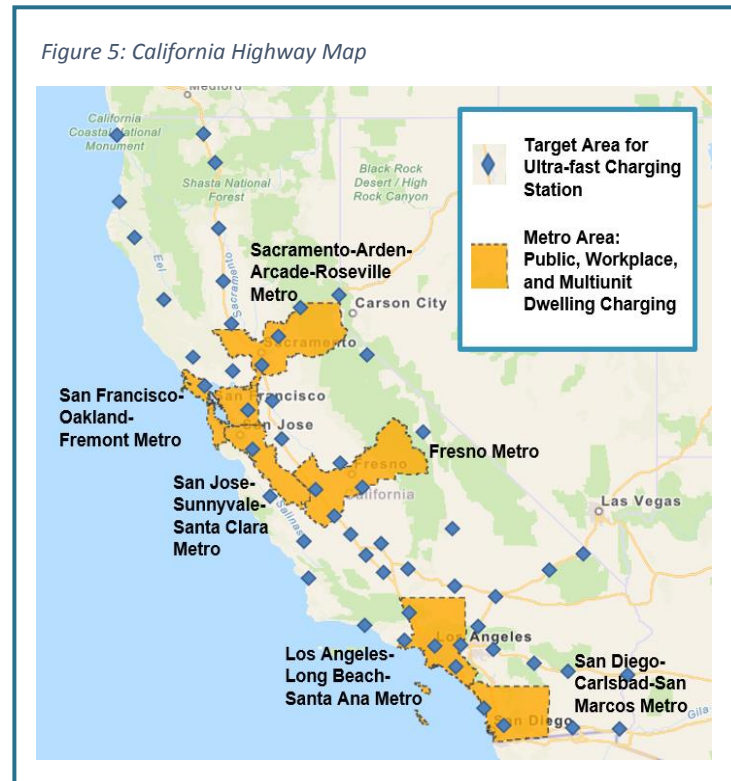 Figure 5: California Highway Map
Medford
California
Coastal National
Monument
Shasta National
Forest
Black Rock
Desert / High
Rock Canyon
Target Area for
Ultra-fast Charging
Station
Metro Area:
Public, Workplace,
and Multiunit
Dwelling Charging
Eel
Sacramento
Sacramento-Arden-
Arcade-Roseville
Metro
Carson City
Sacramento
San Francisco-
Oakland-
Fremont Metro
San Francisco
San Jose
Fresno Metro
Fresno
California
San Jose-
Sunnyvale-
Santa Clara
Metro
Salinas
Las Vegas
Los Angeles
Los Angeles-
Long Beach-
Santa Ana Metro
San Diego-
Carlsbad-San
Marcos Metro
San Diego
Gila